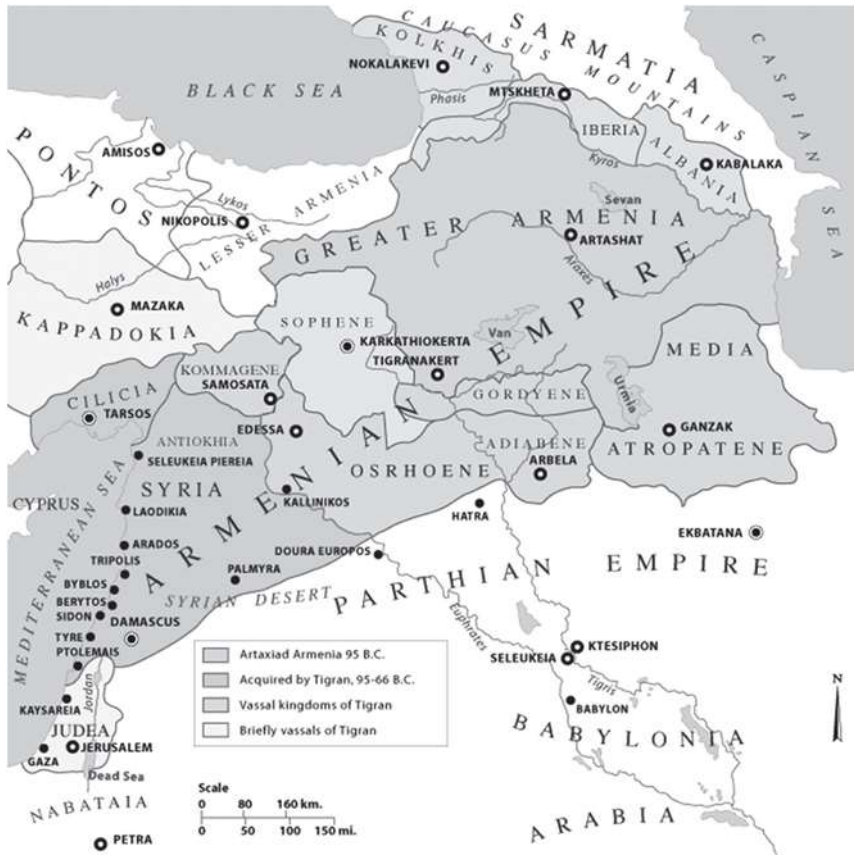 SARMATIA
CAUCASUS MOUNTAINS
CASPIAN SEA
KOLKHIS
NOKALAKEVI
BLACK SEA
Phasis
MTSKHETA
IBERIA
ALBANIA
Kyros
KABALAKA
AMISOS
PONTOS
Lykos
NIKOPOLIS
LESSER ARMENIA
Sevan
GREATER ARMENIA
ARTASHAT
Araxes
Halys
MAZAKA
KAPPADOKIA
SOPHENE
KARKATHIOKERTA
TIGRANAKERT
Van
ARMENIAN EMPIRE
MEDIA
ATROPATENE
Urmia
GANZAK
KOMMAGENE
SAMOSATA
GORDYENE
CILICIA
TARSOS
EDESSA
ADIABENE
ARBELA
ANTIOKHIA
SELEUKEIA PIEREIA
OSRHOENE
SYRIA
KALLINIKOS
HATRA
CYPRUS
MEDITERRANEAN SEA
LAODIKIA
EKBATANA
ARADOS
DOURA EUROPOS
TRIPOLIS
PALMYRA
PARTHIAN EMPIRE
BYBLOS
BERYTOS
SYRIAN DESERT
SIDON
DAMASCUS
Euphrates
TYRE
PTOLEMAIS
Artaxiad Armenia 95 B.C.
Acquired by Tigran, 95-66 B.C.
Vassal kingdoms of Tigran
Briefly vassals of Tigran
KTESIPHON
SELEUKEIA
Tigris
Jordan
KAYSAREIA
BABYLON
BABYLONIA
JUDEA
JERUSALEM
GAZA
Dead Sea
N
NABATAIA
Scale
0 80 160 km.
0 50 100 150 mi.
ARABIA
PETRA